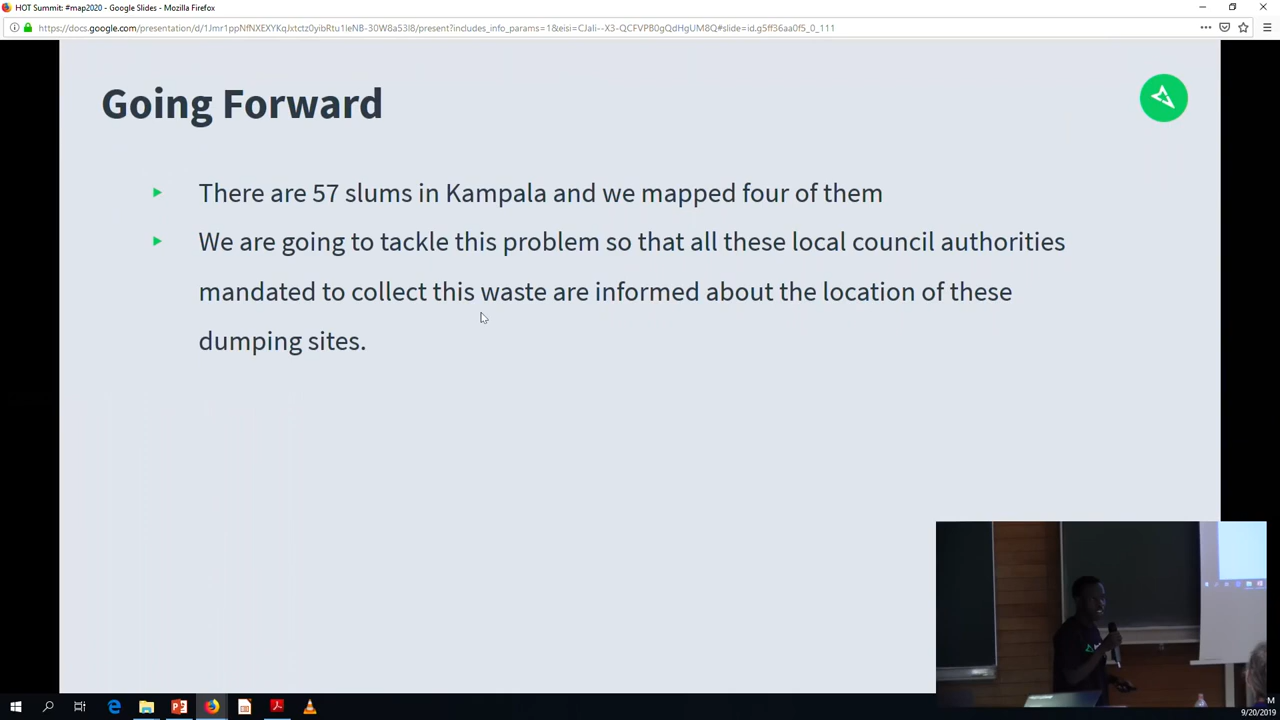 HOT Summit: #map2020 - Google Slides - Mozilla Firefox
Going Forward
There are 57 slums in Kampala and we mapped four of them
We are going to tackle this problem so that all these local council authorities
mandated to collect this waste are informed about the location of these
dumping sites.
M
9/20/2019